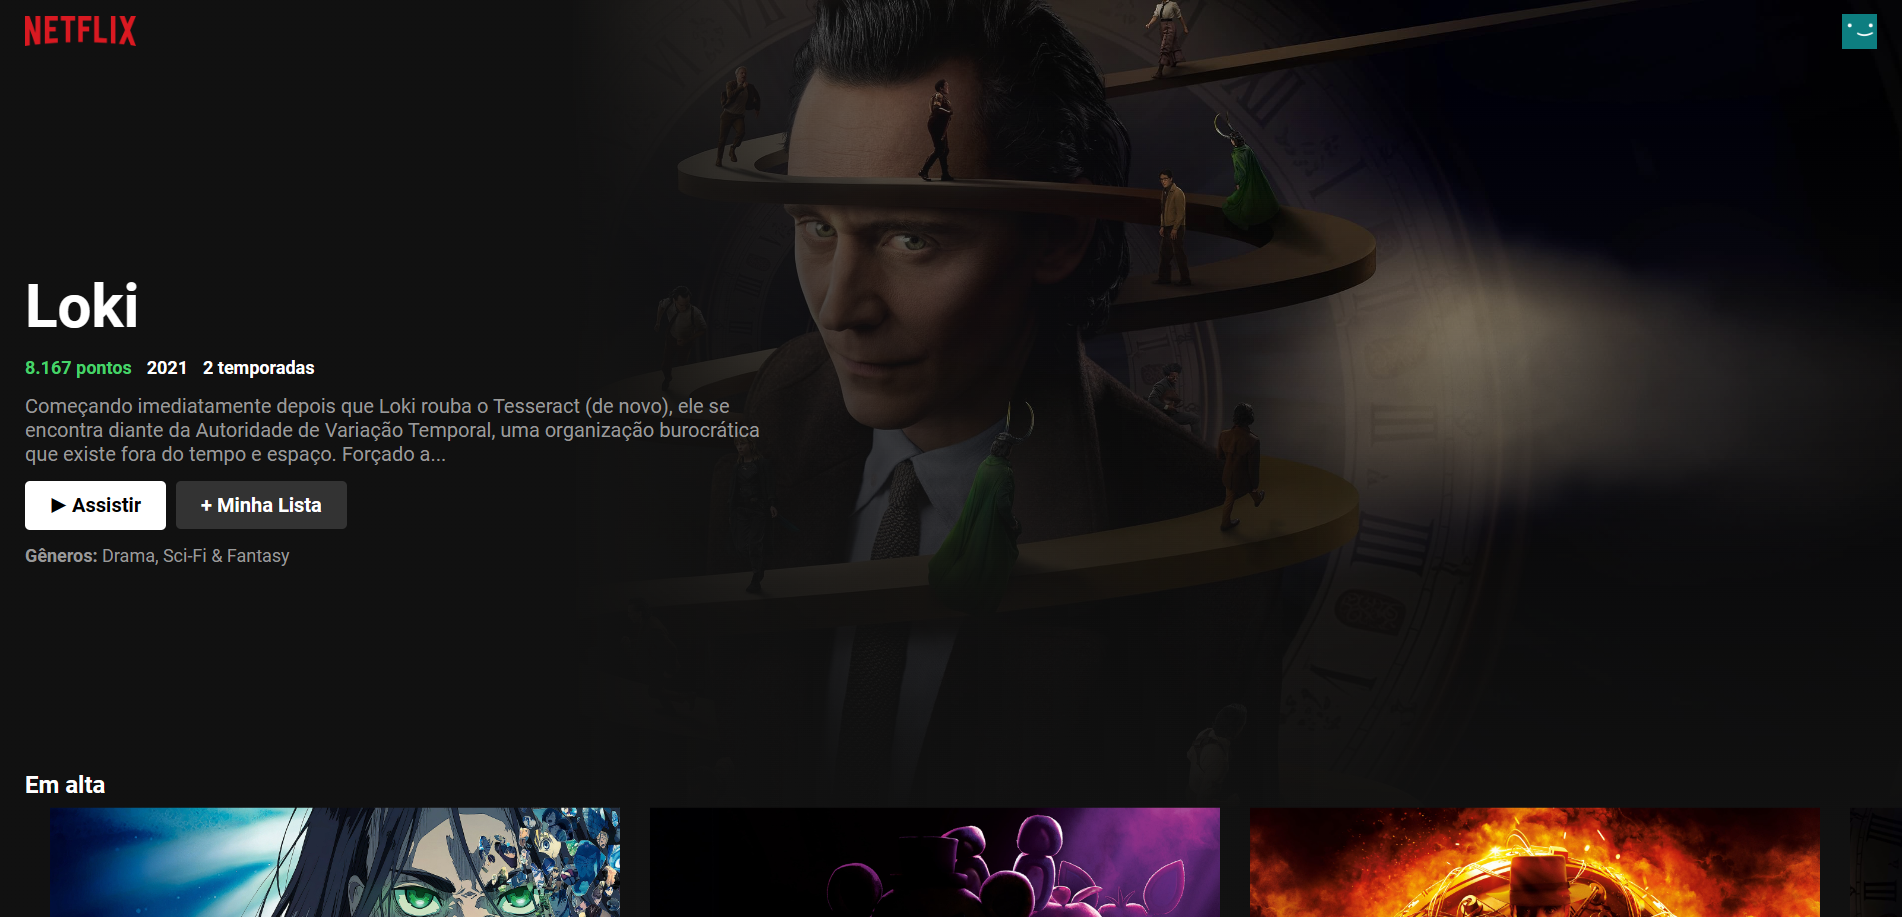 NETFLIX
Loki
8.167 pontos 2021 2 temporadas
Começando imediatamente depois que Loki rouba o Tesseract (de novo), ele se
encontra diante da Autoridade de Variação Temporal, uma organização burocrática
que existe fora do tempo e espaço. Forçado a...
Assistir
+ Minha Lista
Gêneros: Drama, Sci-Fi & Fantasy
Em alta